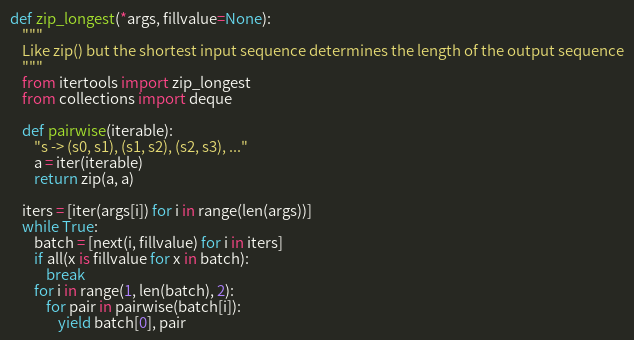 def zip_longest(*args, fillvalue=None):
"""
Like zip() but the shortest input sequence determines the length of the output sequence
"""
from itertools import zip_longest
from collections import deque
def pairwise(iterable):
"s -> (s0, s1), (s1, s2), (s2, s3), ..."
a = iter(iterable)
return zip(a, a)
iters = [iter(args[i]) for i in range(len(args))]
while True:
batch = [next(i, fillvalue) for i in iters]
if all(x is fillvalue for x in batch):
break
for i in range(1, len(batch), 2):
for pair in pairwise(batch[i]):
yield batch[0], pair